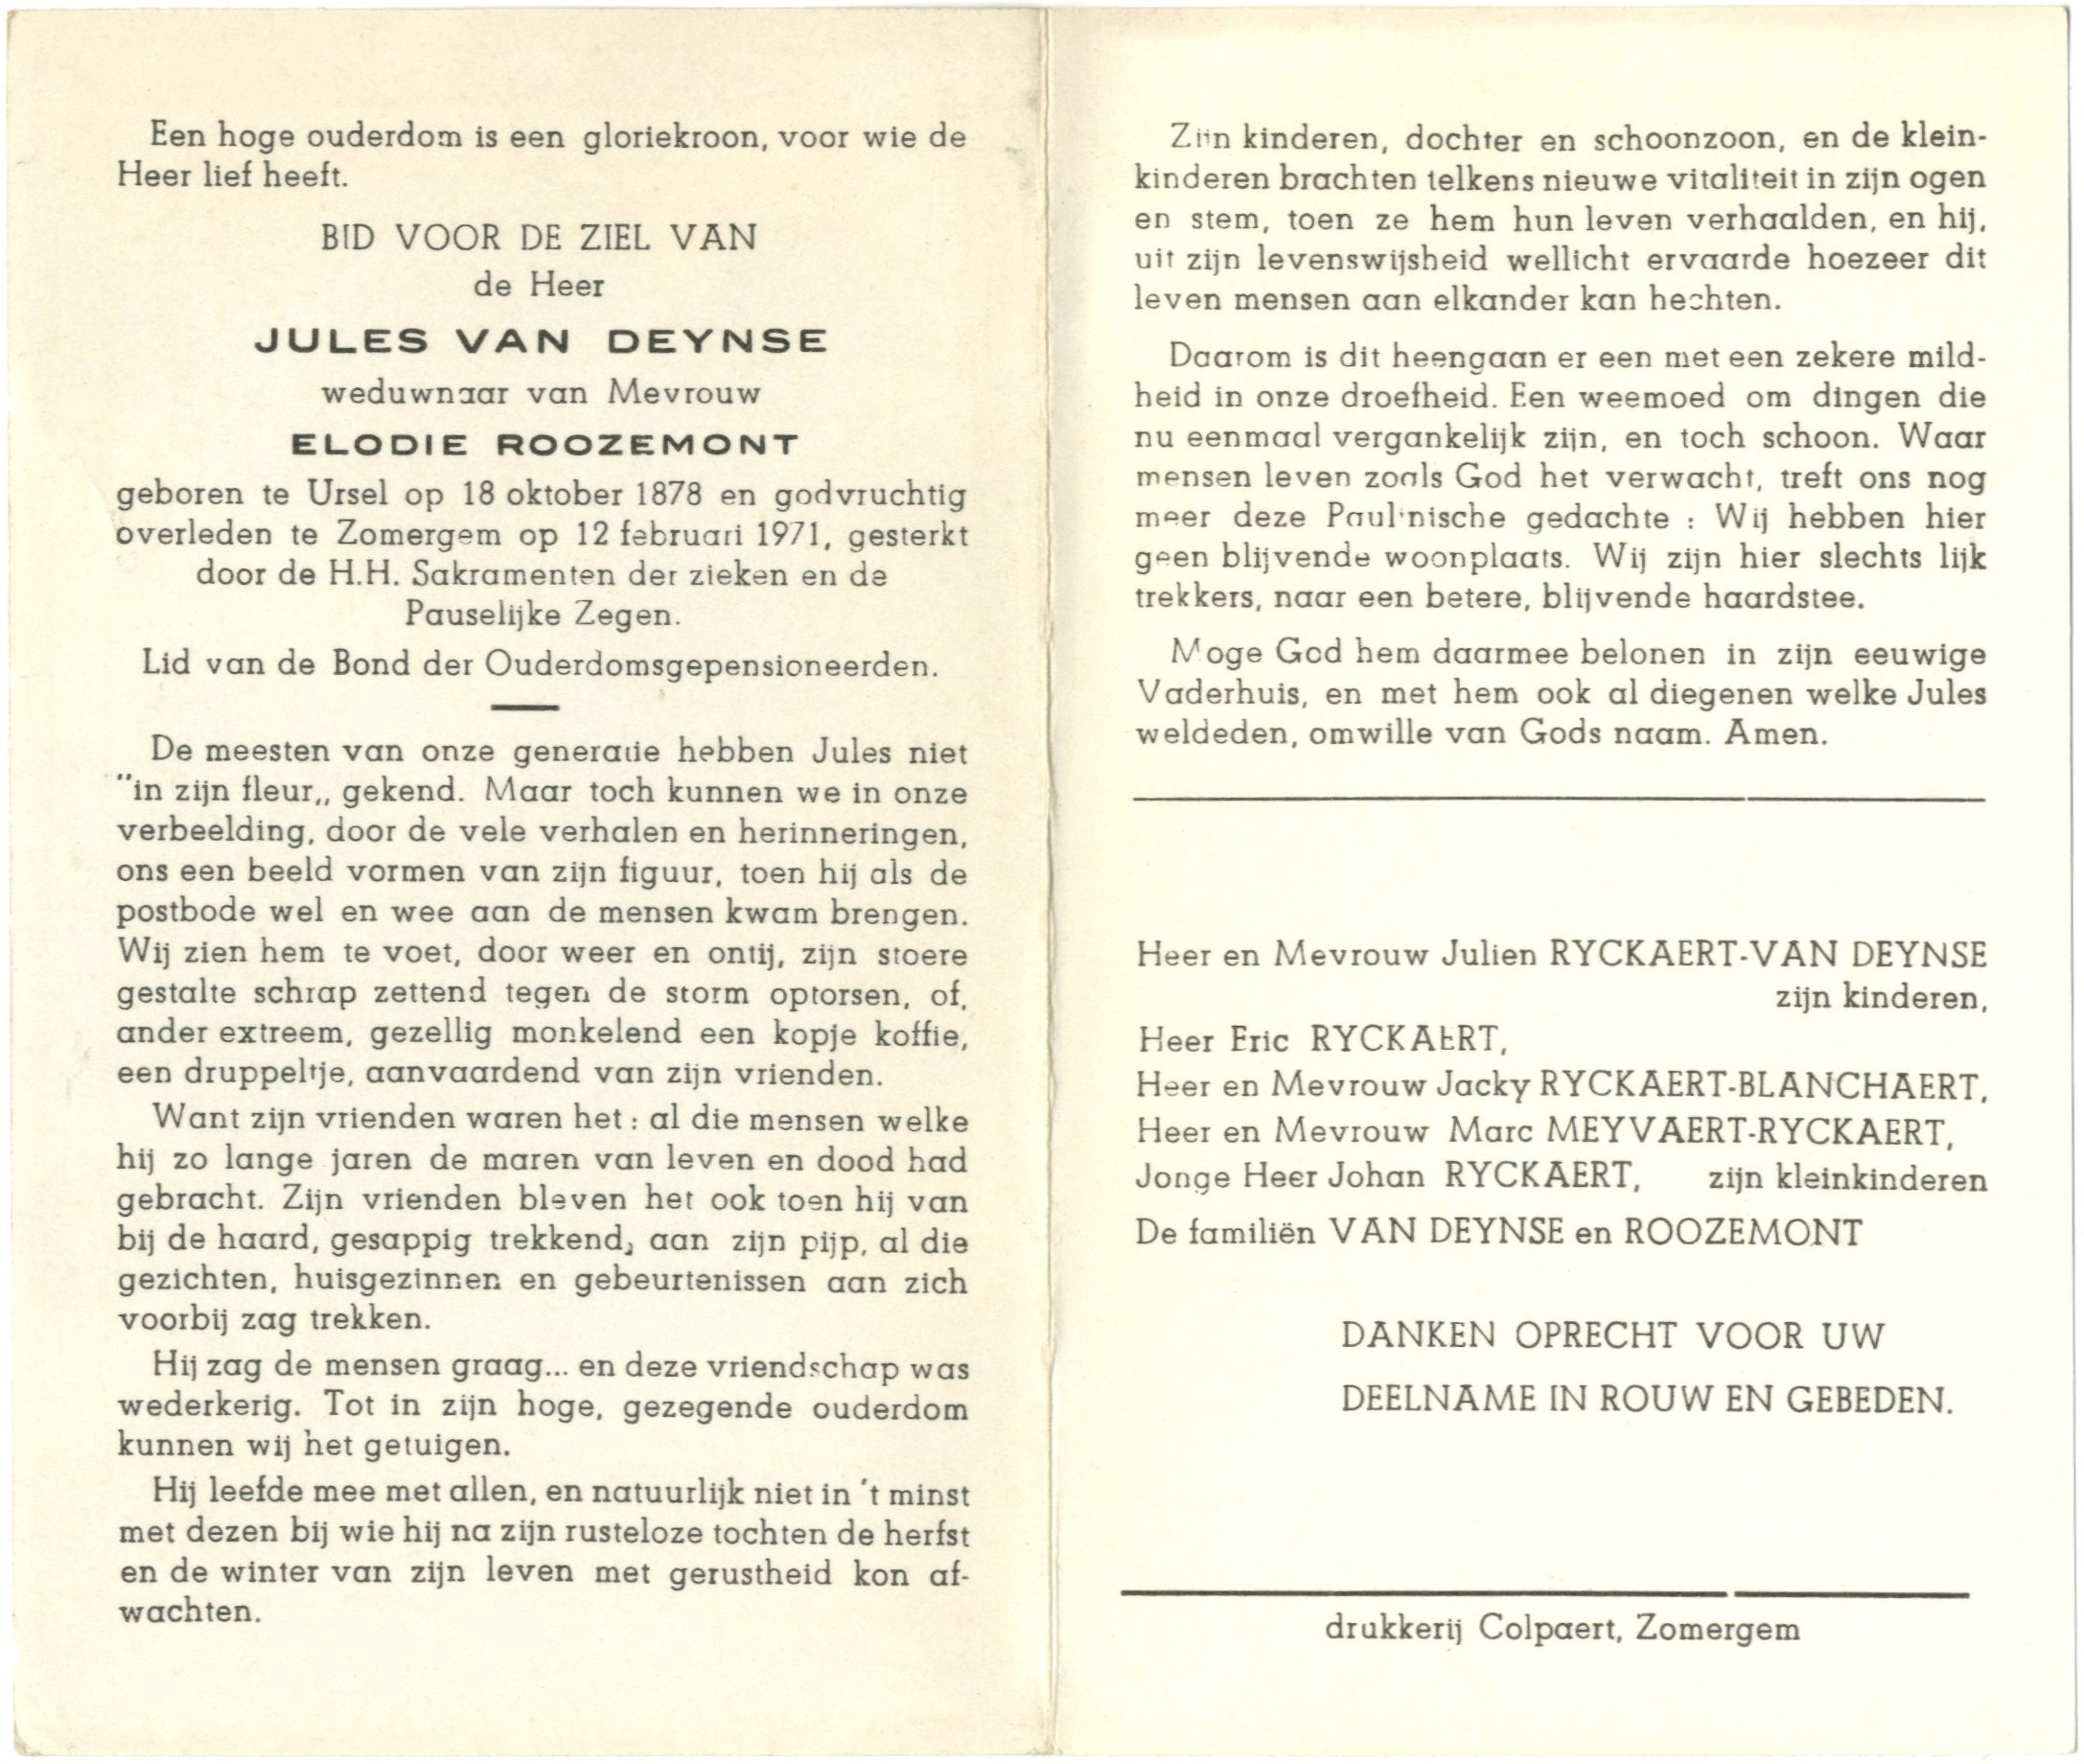 Een hoge ouderdom is een gloriekroon, voor wie de
Heer lief heeft.
BID VOOR DE ZIEL VAN
de Heer
JULES VAN DEYNSE
weduwnaar van Mevrouw
ELODIE ROOZEMONT
geboren te Ursel op 18 oktober 1878 en godvruchtig
overleden te Zomergem op 12 februari 1971, gesterkt
door de H.H. Sakramenten der zieken en de
Pauselijke Zegen.
Lid van de Bond der Ouderdomsgepensioneerden.
De meesten van onze generatie hebben Jules niet
"in zijn fleur,, gekend. Maar toch kunnen we in onze
verbeelding, door de vele verhalen en herinneringen,
ons een beeld vormen van zijn figuur, toen hij als de
postbode wel en wee aan de mensen kwam brengen.
Wij zien hem te voet, door weer en ontij, zijn stoere
gestalte schrap zettend tegen de storm optorsen, of,
ander extreem, gezellig monkelend een kopje koffie,
een druppeltje, aanvaardend van zijn vrienden.
Want zijn vrienden waren het : al die mensen welke
hij zo lange jaren de maren van leven en dood had
gebracht. Zijn vrienden bleven het ook toen hij van
bij de haard, gesappig trekkend, aan zijn pijp, al die
gezichten, huisgezinnen en gebeurtenissen aan zich
voorbij zag trekken.
Hij zag de mensen graag... en deze vriendschap was
wederkerig. Tot in zijn hoge, gezegende ouderdom
kunnen wij het getuigen.
Hij leefde mee met allen, en natuurlijk niet in 't minst
met dezen bij wie hij na zijn rusteloze tochten de herfst
en de winter van zijn leven met gerustheid kon af-
wachten.
Zijn kinderen, dochter en schoonzoon, en de klein-
kinderen brachten telkens nieuwe vitaliteit in zijn ogen
en stem, toen ze hem hun leven verhaalden, en hij,
uit zijn levenswijsheid wellicht ervaarde hoezeer dit
leven mensen aan elkander kan hechten.
Daarom is dit heengaan er een met een zekere mild-
heid in onze droefheid. Een weemoed om dingen die
nu eenmaal vergankelijk zijn, en toch schoon. Waar
mensen leven zoals God het verwacht, treft ons nog
meer deze Paulinische gedachte : Wij hebben hier
geen blijvende woonplaats. Wij zijn hier slechts lijk
trekkers, naar een betere, blijvende haardstee.
Moge God hem daarmee belonen in zijn eeuwige
Vaderhuis, en met hem ook al diegenen welke Jules
weldeden, omwille van Gods naam. Amen.
Heer en Mevrouw Julien RYCKAERT-VAN DEYNSE
zijn kinderen,
Heer Eric RYCKAERT,
Heer en Mevrouw Jacky RYCKAERT-BLANCHAERT,
Heer en Mevrouw Marc MEYVAERT-RYCKAERT,
Jonge Heer Johan RYCKAERT, zijn kleinkinderen
De familiën VAN DEYNSE en ROOZEMONT
DANKEN OPRECHT VOOR UW
DEELNAME IN ROUW EN GEBEDEN.
drukkerij Colpaert, Zomergem